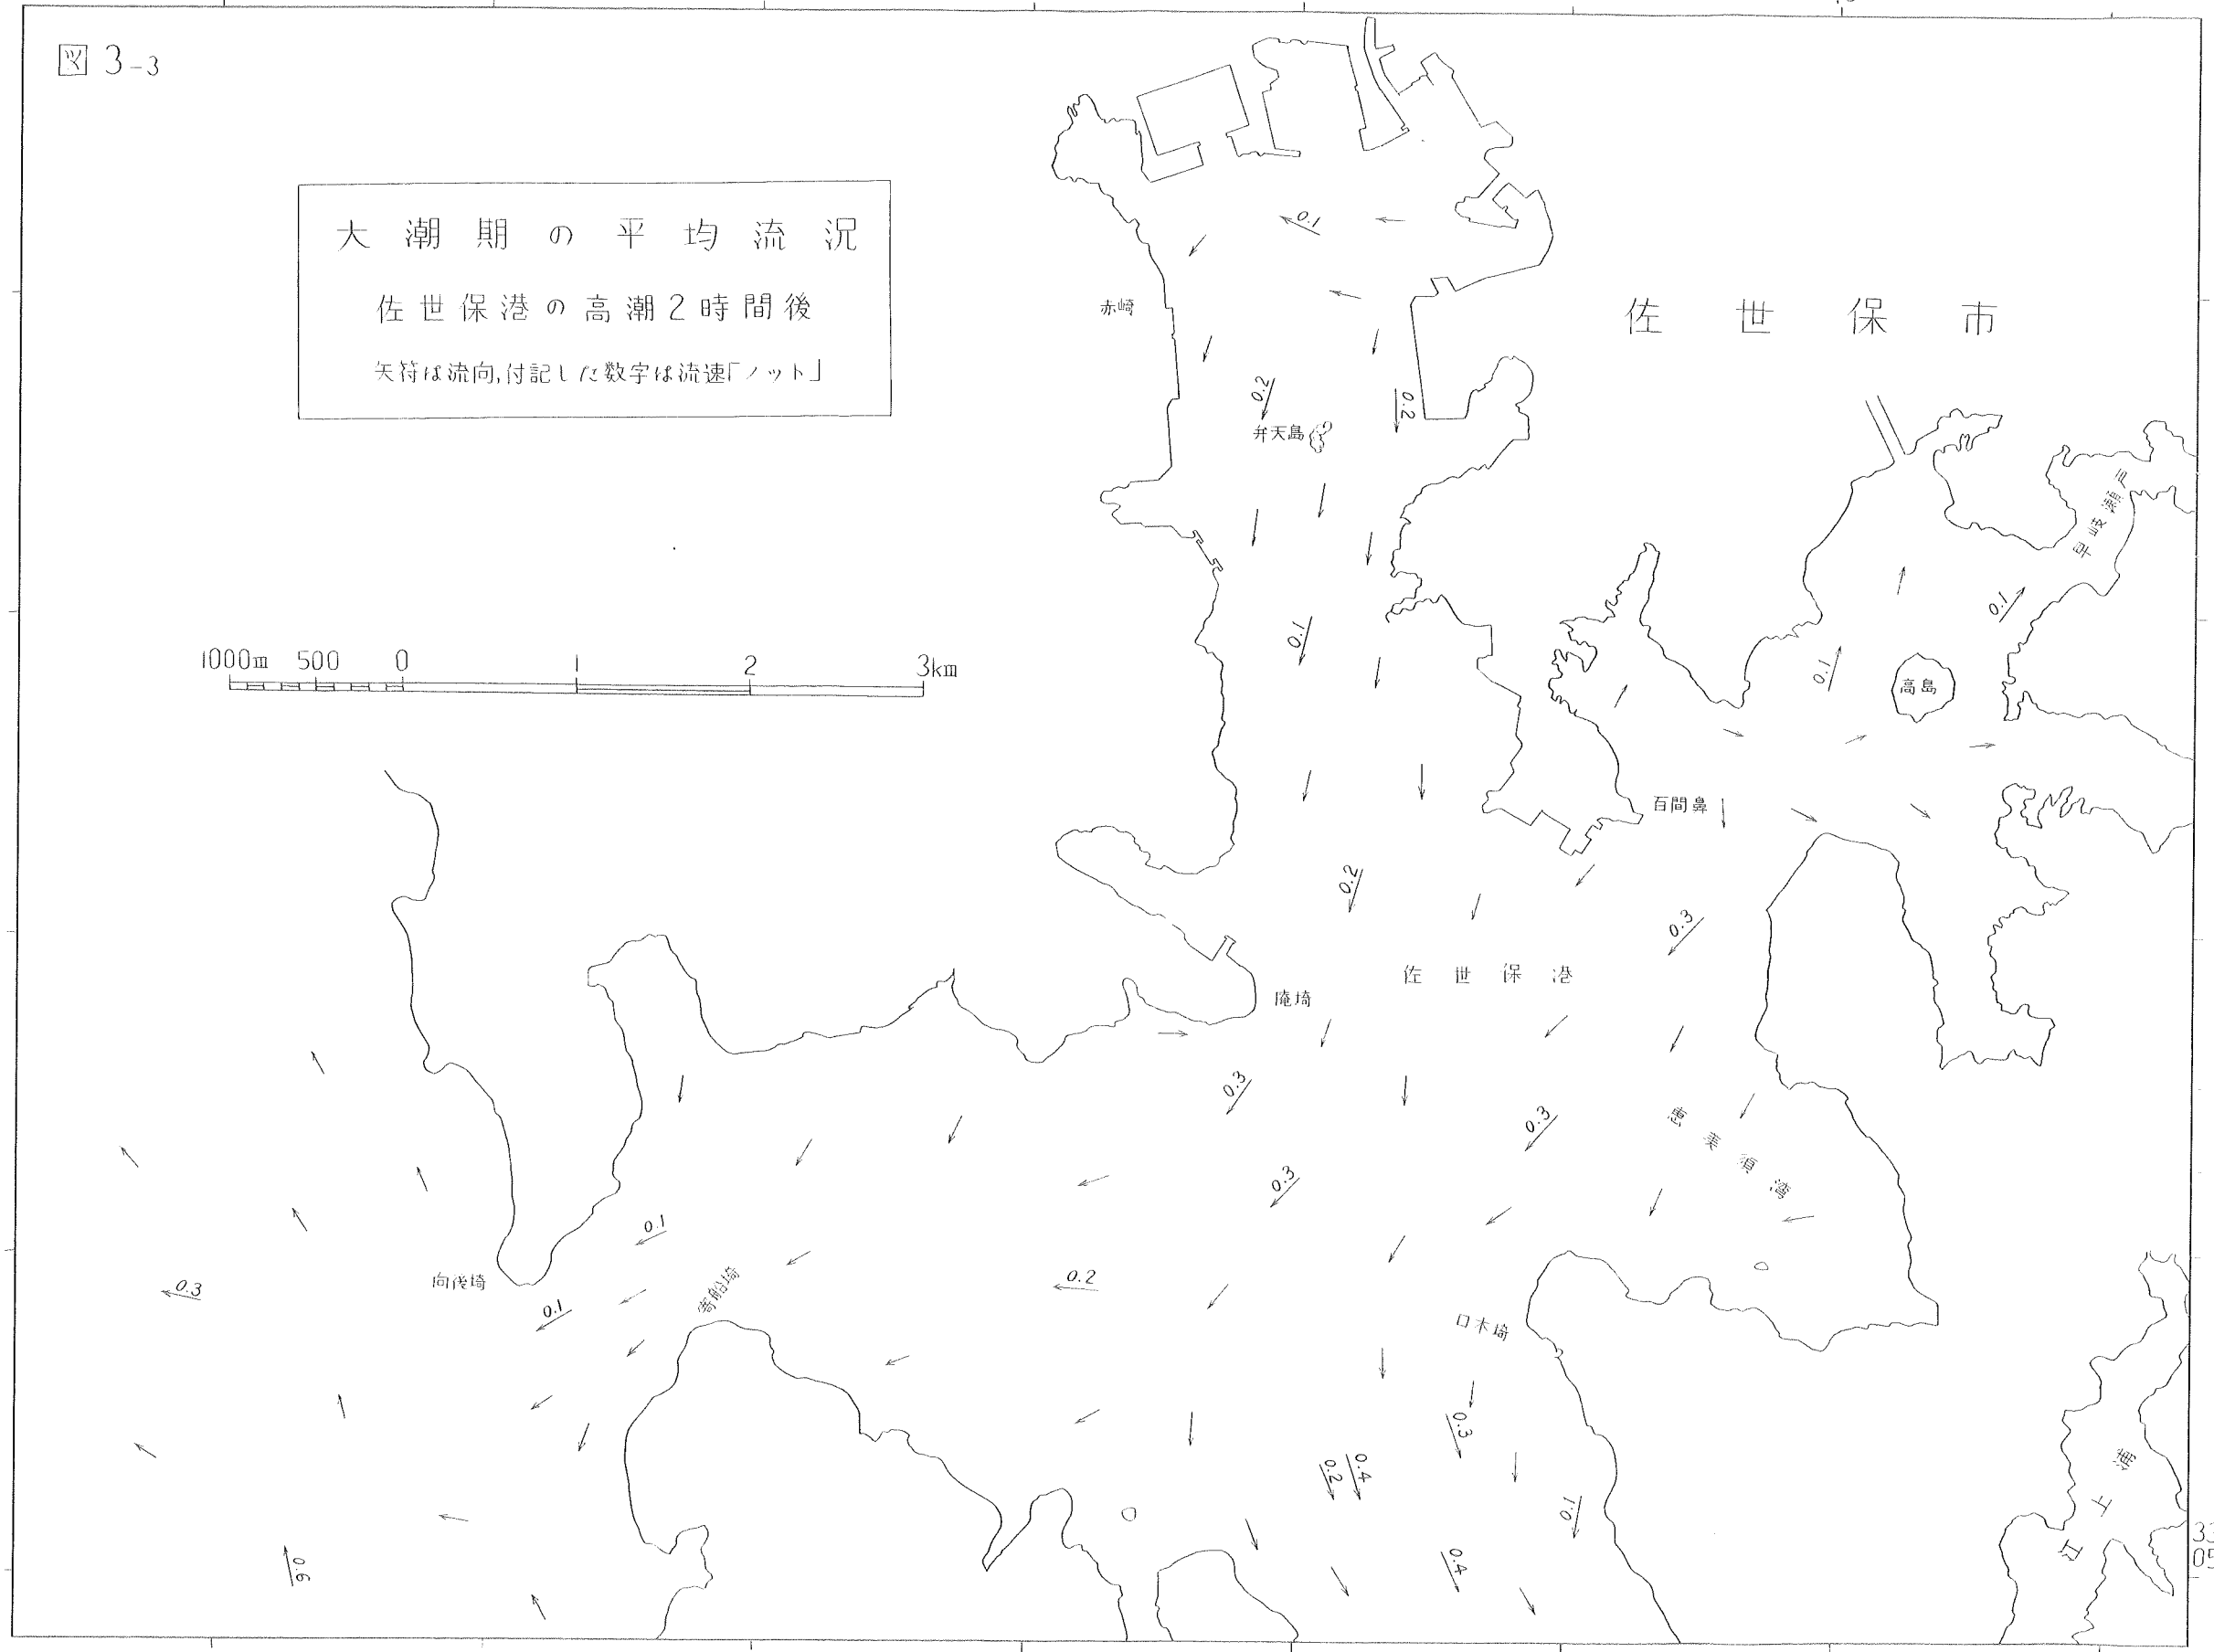 図 3-3
大潮期の平均流況
佐世保港の高潮2時間後
矢符は流向,付記した数字は流速「ノット」
0.1
赤崎
佐世保市
0.2
0.2
弁天島
早岐瀬戸
0.1
0.1
0.1
1000m 500 0 1 2 3km
高島
百間鼻
0.2
0.3
佐世保港
庵埼
0.3
0.3
恵美須湾
0.3
0.1
0.2
0.3
向後埼
寄船埼
0.1
口木埼
0.3
0.2
0.4
0.1
江上浦
0.4
0.6